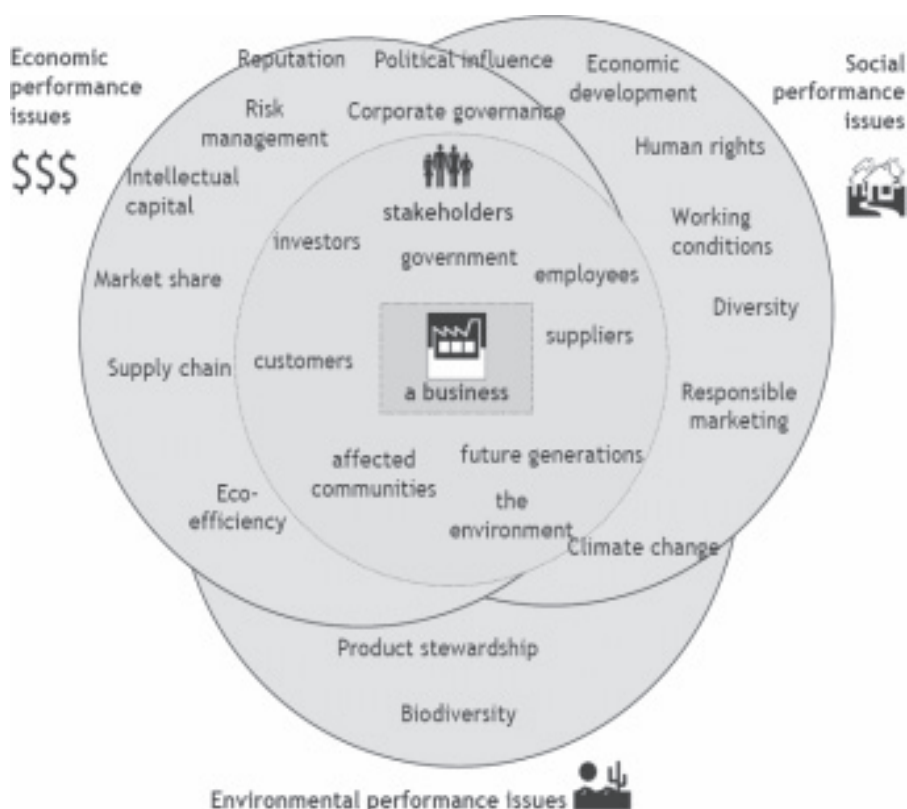 Economic
performance
issues
$$$
Reputation
Political influence
Economic
development
Social
performance
issues
Risk
management
Corporate governance
Human rights
Intellectual
capital
stakeholders
Working
conditions
investors
government
employees
Market share
Diversity
suppliers
Supply chain
customers
a business
Responsible
marketing
affected
communities
future generations
Eco-
efficiency
the
environment
Climate change
Product stewardship
Biodiversity
Environmental performance issues